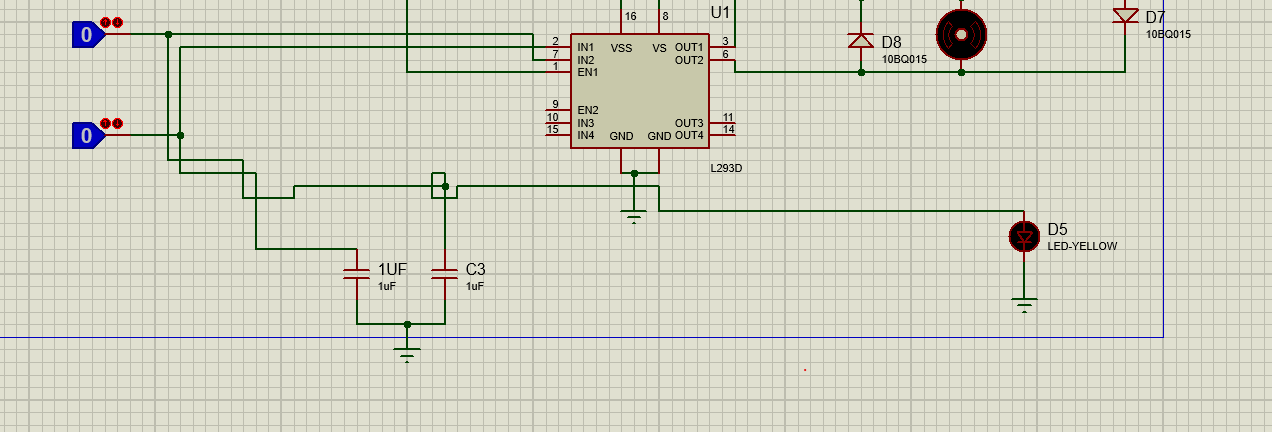 0
16
8
U1
D7
10BQ015
D8
10BQ015
2
IN1
VSS
VS
OUT1
3
7
IN2
OUT2
6
1
EN1
9
EN2
10
IN3
OUT3
11
0
15
IN4
GND
GND
OUT4
14
L293D
D5
LED-YELLOW
1UF
1uF
C3
1uF